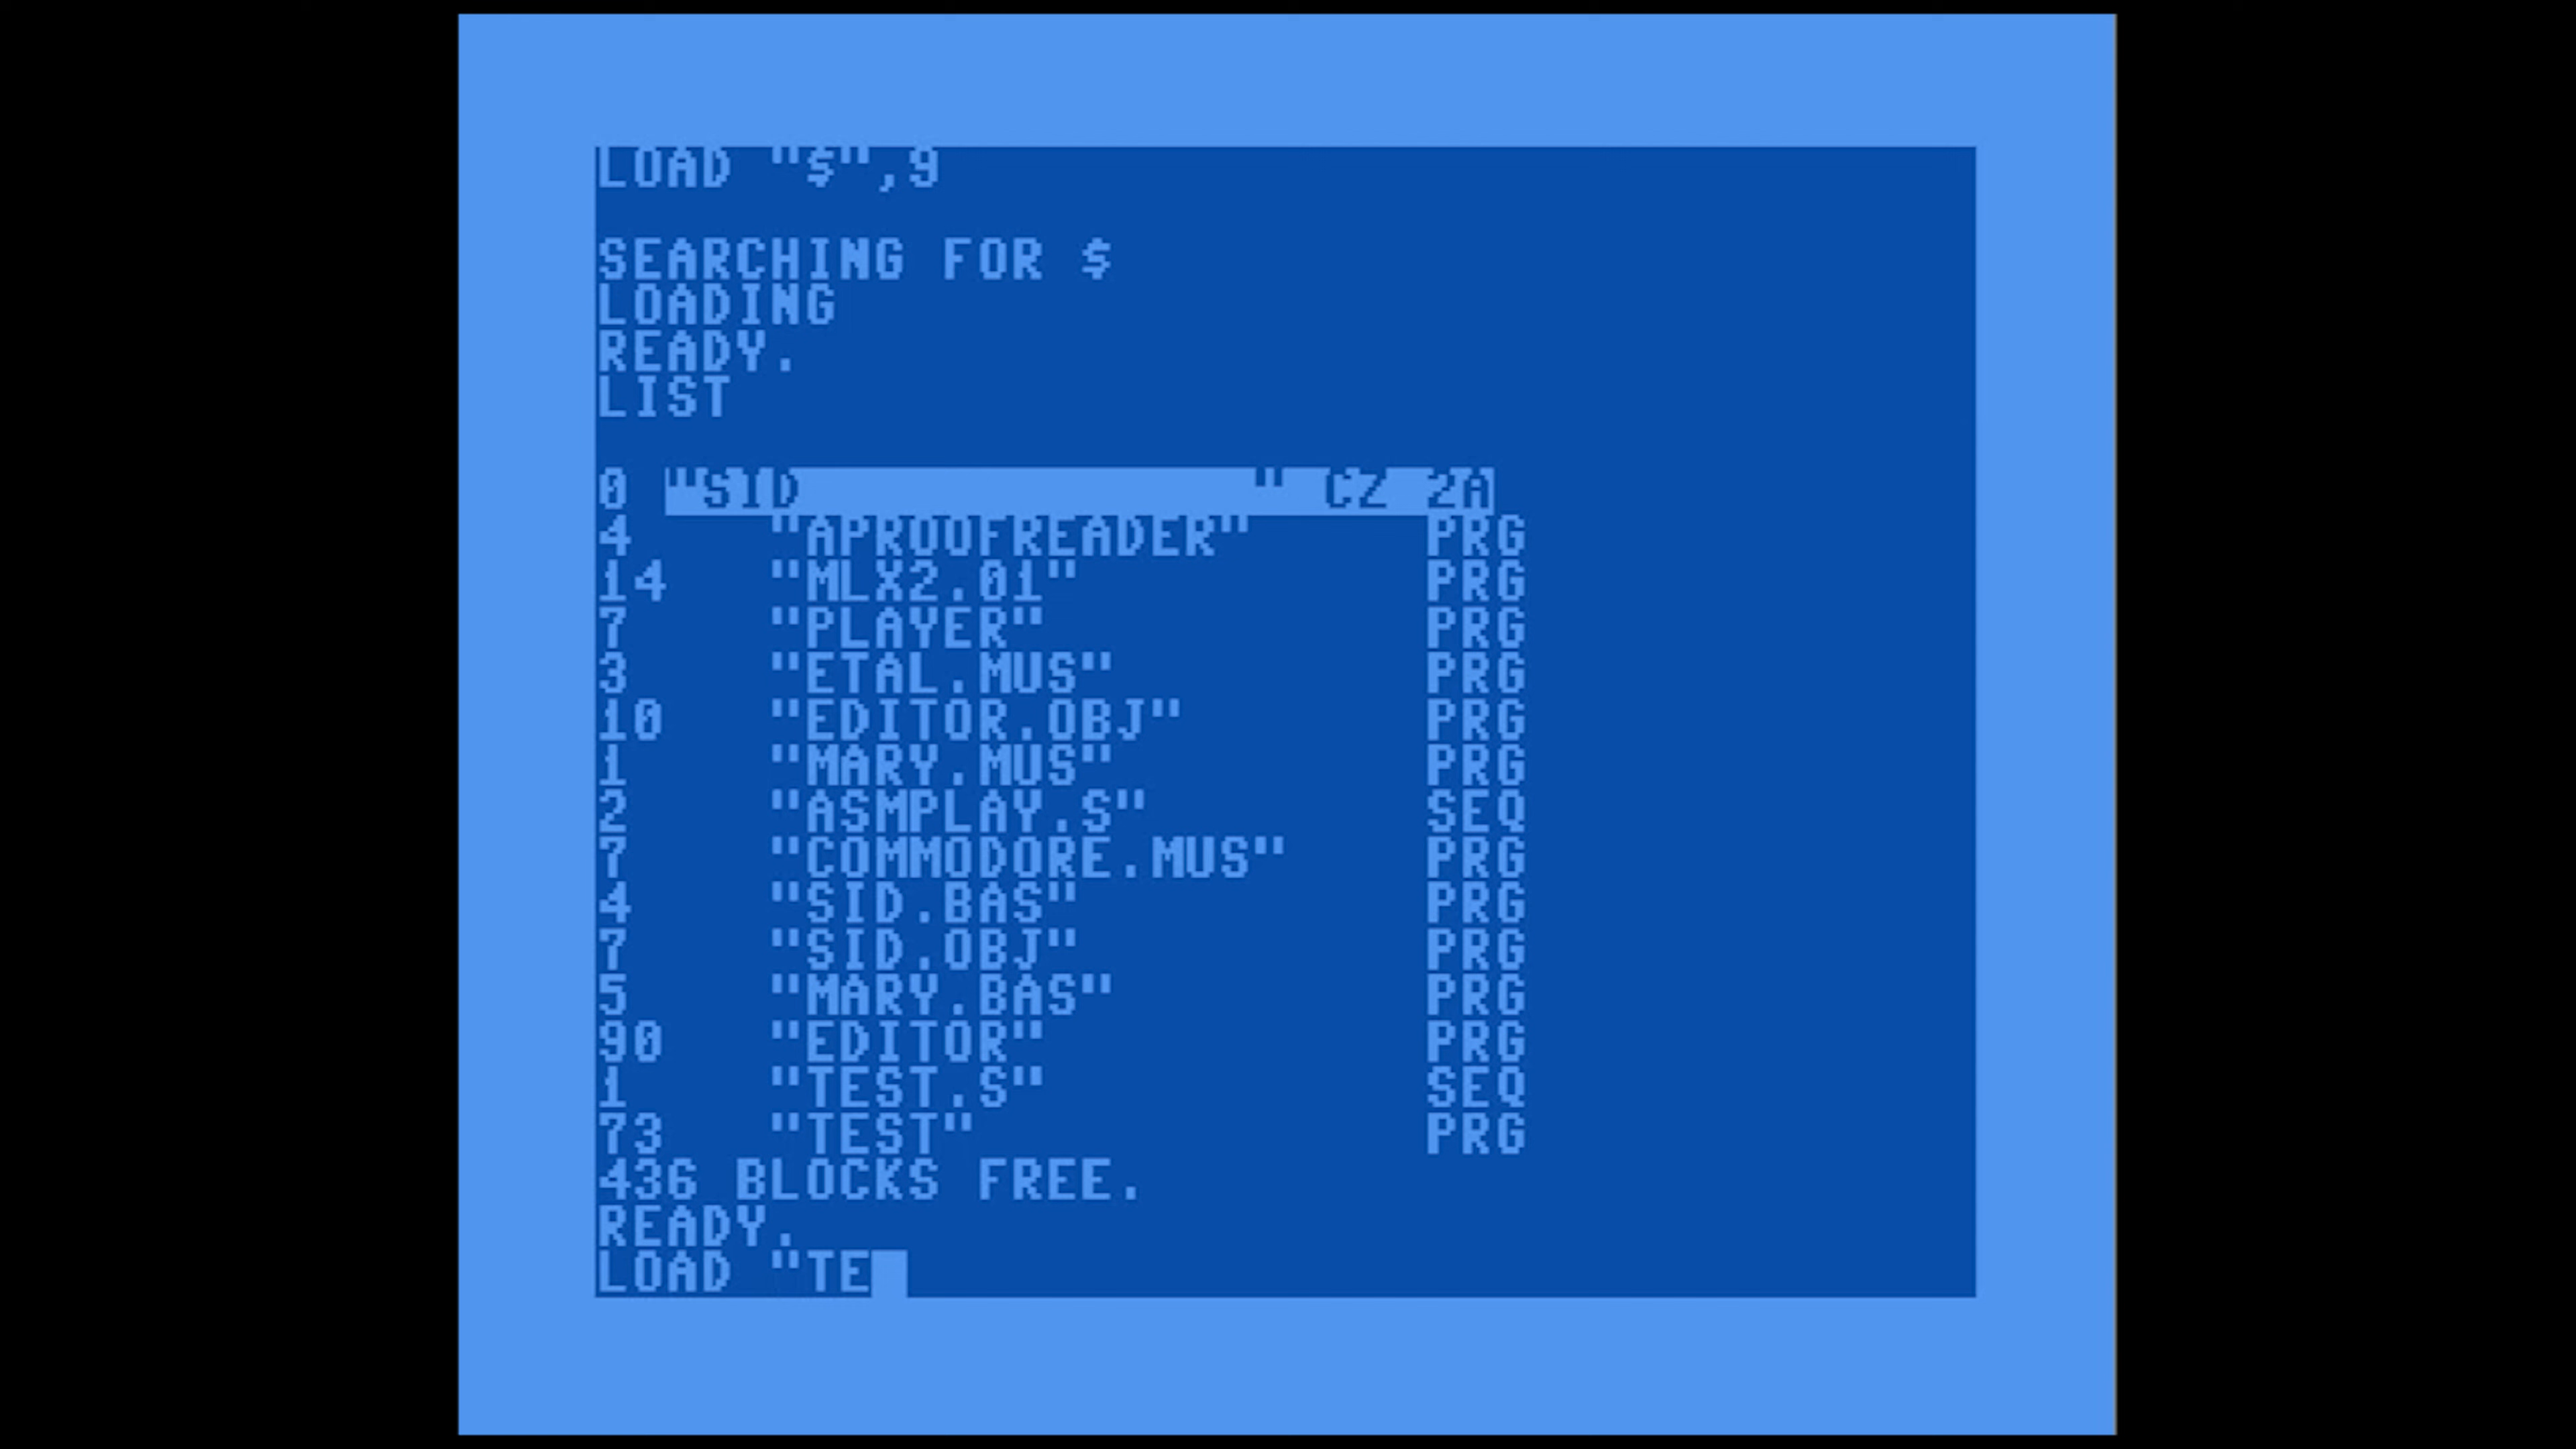 LOAD "$",9
SEARCHING FOR $
LOADING
READY.
LIST
0 "SID             " CZ 2A
4    "APROOFREADER"     PRG
14   "MLX2.01"          PRG
7    "PLAYER"           PRG
3    "ETAL.MUS"         PRG
10   "EDITOR.OBJ"       PRG
1    "MARY.MUS"         PRG
2    "ASMPLAY.S"        SEQ
7    "COMMODORE.MUS"    PRG
4    "SID.BAS"          PRG
7    "SID.OBJ"          PRG
5    "MARY.BAS"         PRG
90   "EDITOR"           PRG
1    "TEST.S"           SEQ
73   "TEST"             PRG
436 BLOCKS FREE.
READY.
LOAD "TE